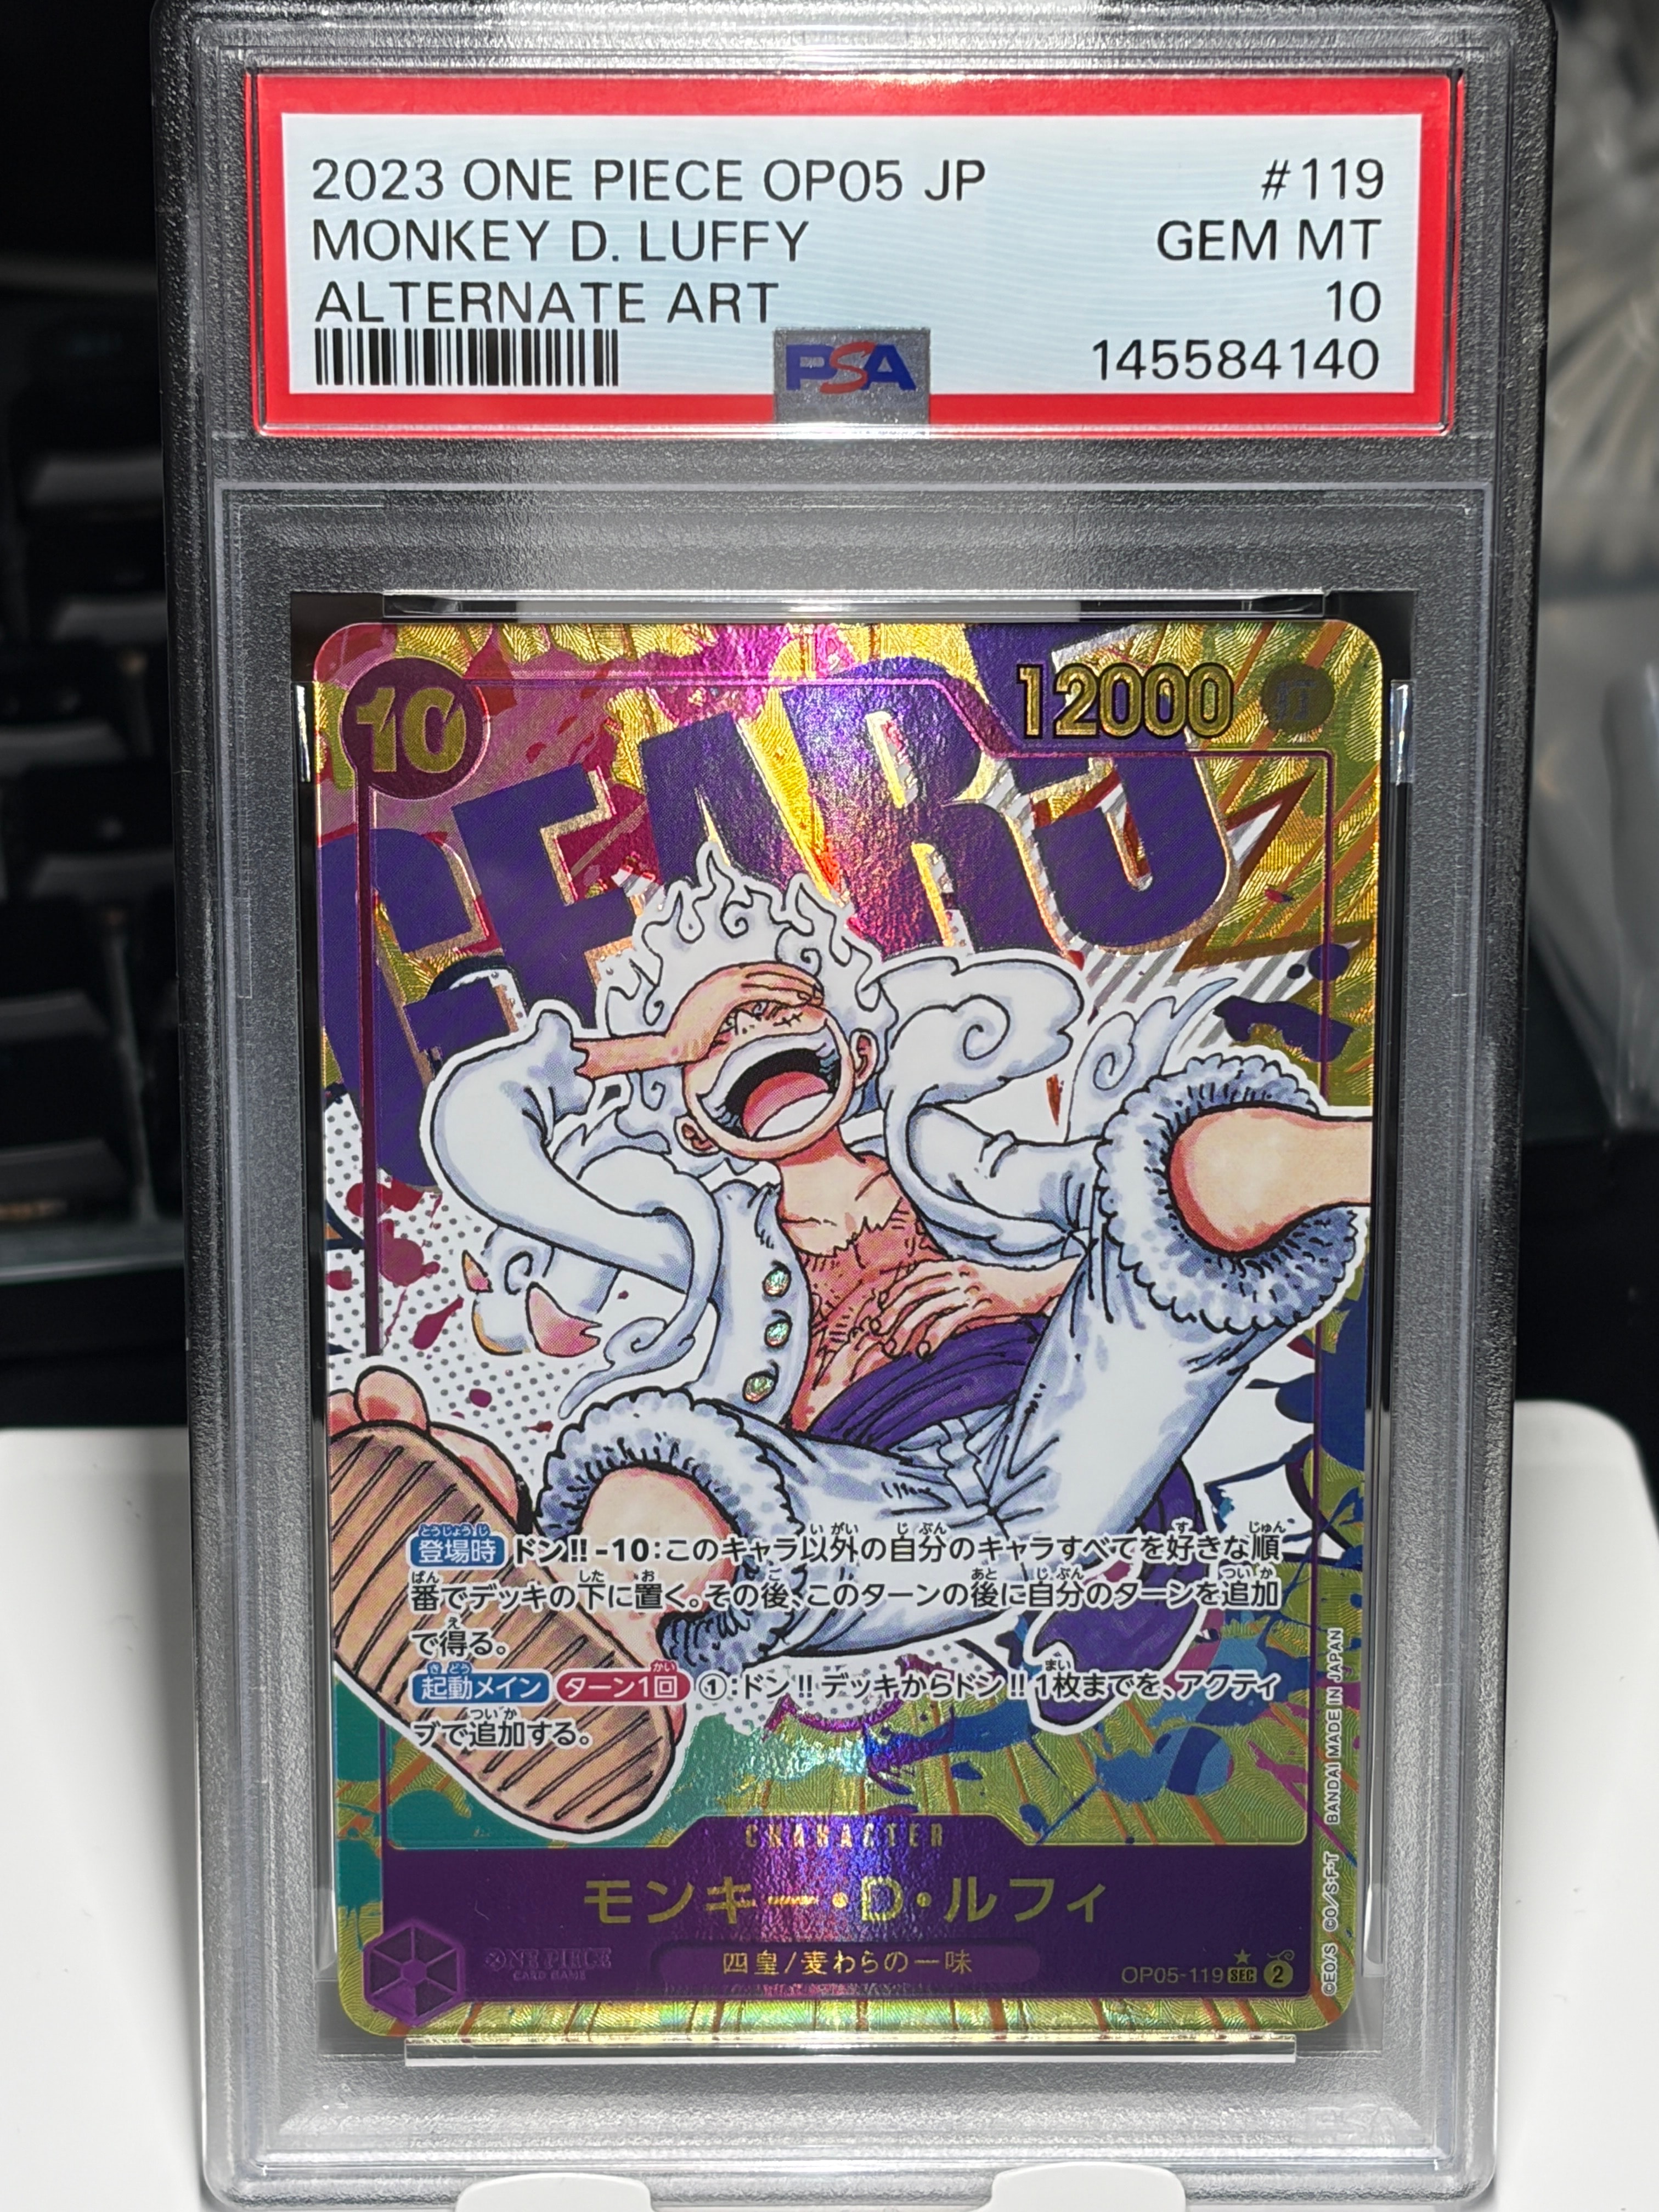 2023 ONE PIECE OP05 JP #119
MONKEY D. LUFFY GEM MT
ALTERNATE ART 10
PSA 145584140
10
12000
GEAR5
登場時 ドン!!-10:このキャラ以外の自分のキャラすべてを好きな順
番でデッキの下に置く。その後、このターンの後に自分のターンを追加
で得る。
起動メイン ターン1回 ①:ドン!!デッキからドン!!1枚までを、アクティ
ブで追加する。
CHARACTER
モンキー・D・ルフィ
ONE PIECE
CARD GAME
四皇/麦わらの一味
OP05-119 SEC 2
©EO/S ©O/S・F・T BANDAI MADE IN JAPAN